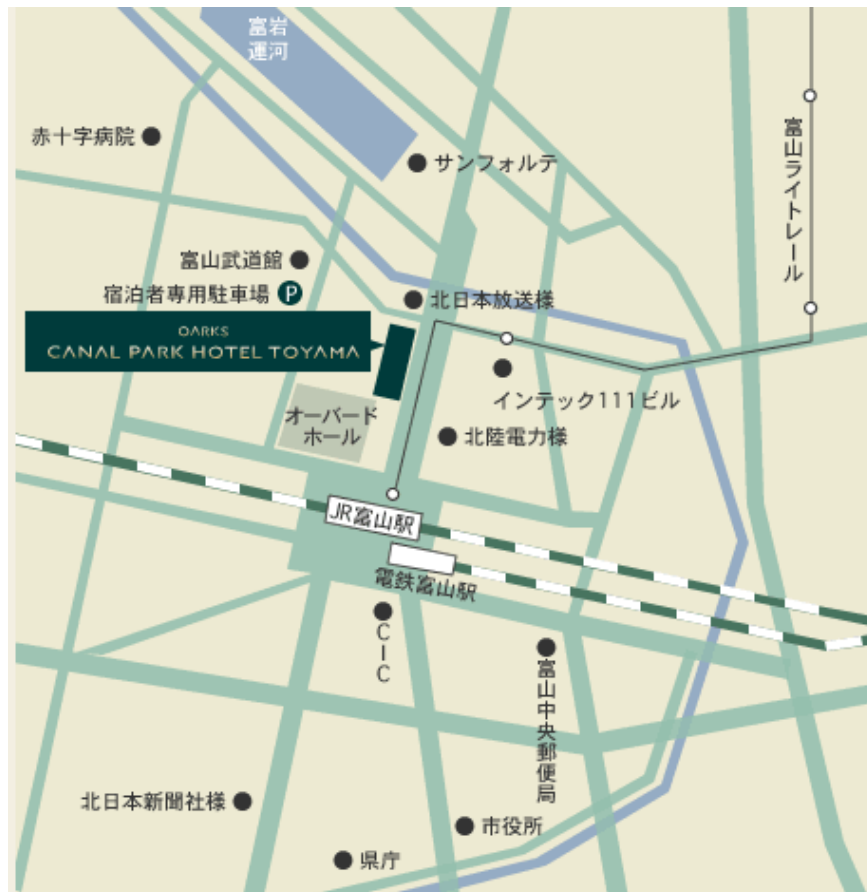 富岩
運河
赤十字病院
サンフォルテ
富山ライトレール
富山武道館
宿泊者専用駐車場 P
北日本放送様
OARKS
CANAL PARK HOTEL TOYAMA
インテック111ビル
オーバード
ホール
北陸電力様
JR富山駅
電鉄富山駅
CiC
富山中央郵便局
北日本新聞社様
市役所
県庁